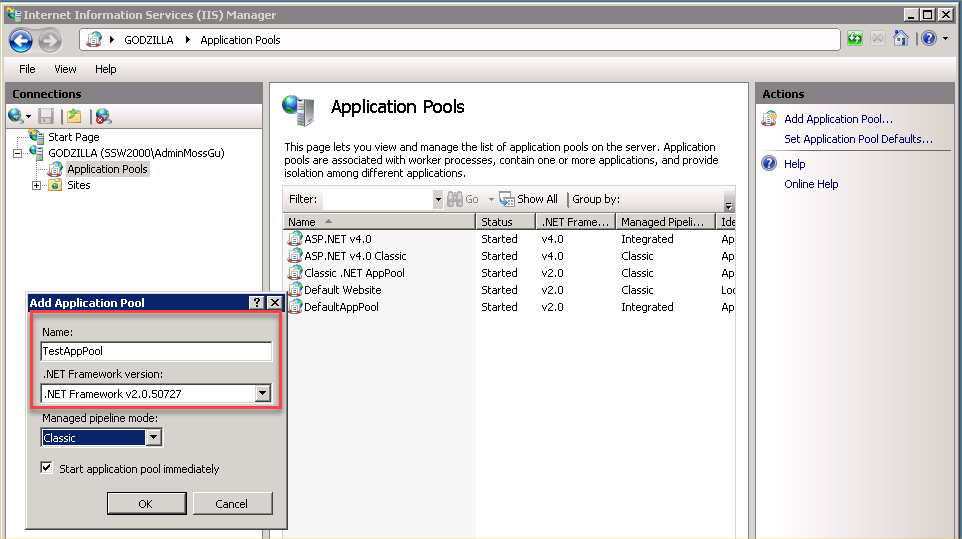 Internet Information Services (IIS) Manager
GODZILLA Application Pools
File View Help
Connections
Start Page
GODZILLA (SSW2000\AdminMossGu)
Application Pools
Sites
Application Pools
This page lets you view and manage the list of application pools on the server. Application
pools are associated with worker processes, contain one or more applications, and provide
isolation among different applications.
Filter: Go Show All Group by:
Name Status .NET Frame... Managed Pipeli... Ide
ASP.NET v4.0 Started v4.0 Integrated Ap
ASP.NET v4.0 Classic Started v4.0 Classic Ap
Classic .NET AppPool Started v2.0 Classic Ap
Default Website Started v2.0 Classic Loc
DefaultAppPool Started v2.0 Integrated Ap
Actions
Add Application Pool...
Set Application Pool Defaults...
Help
Online Help
Add Application Pool
Name:
TestAppPool
.NET Framework version:
.NET Framework v2.0.50727
Managed pipeline mode:
Classic
Start application pool immediately
OK Cancel